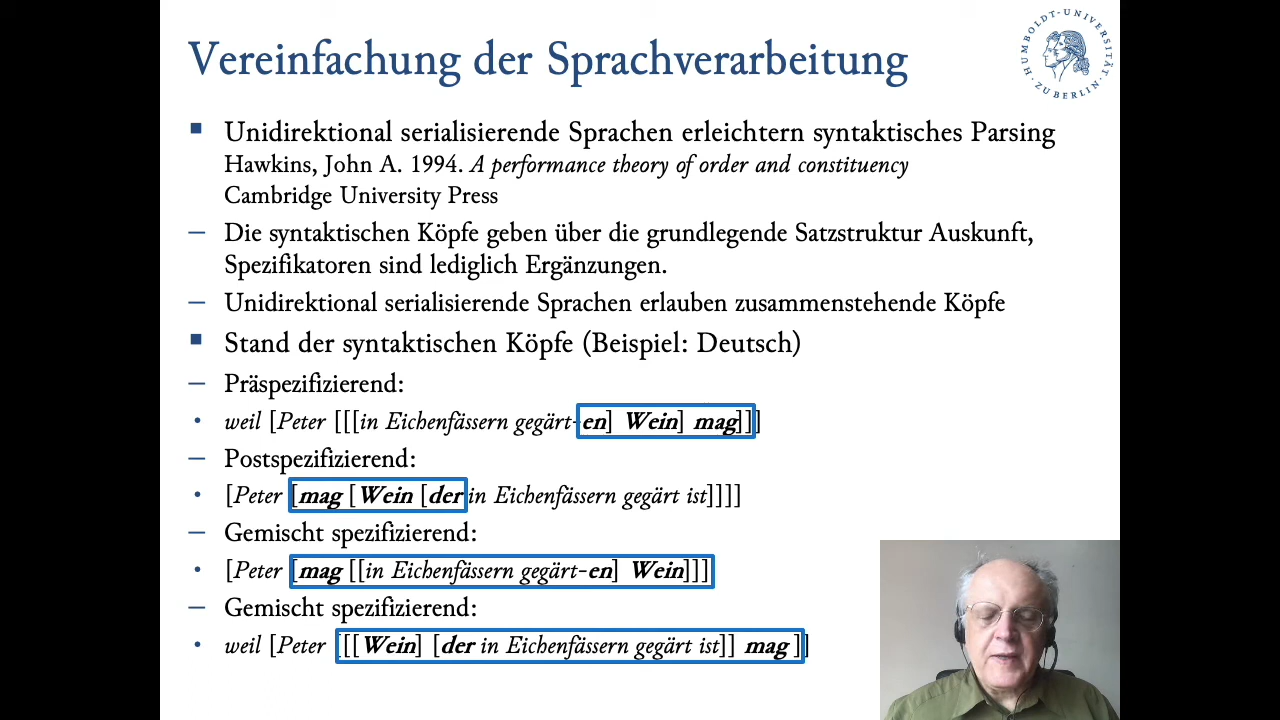 Vereinfachung der Sprachverarbeitung
HUMBOLDT-UNIVERSITÄT ZU BERLIN
Unidirektional serialisierende Sprachen erleichtern syntaktisches Parsing
Hawkins, John A. 1994. A performance theory of order and constituency
Cambridge University Press
– Die syntaktischen Köpfe geben über die grundlegende Satzstruktur Auskunft,
Spezifikatoren sind lediglich Ergänzungen.
– Unidirektional serialisierende Sprachen erlauben zusammenstehende Köpfe
Stand der syntaktischen Köpfe (Beispiel: Deutsch)
– Präspezifizierend:
• weil [Peter [[[in Eichenfässern gegärt-en] Wein] mag]]]
– Postspezifizierend:
• [Peter [mag [Wein [der in Eichenfässern gegärt ist]]]]
– Gemischt spezifizierend:
• [Peter [mag [[in Eichenfässern gegärt-en] Wein]]]
– Gemischt spezifizierend:
• weil [Peter [[[Wein] [der in Eichenfässern gegärt ist]] mag ]]